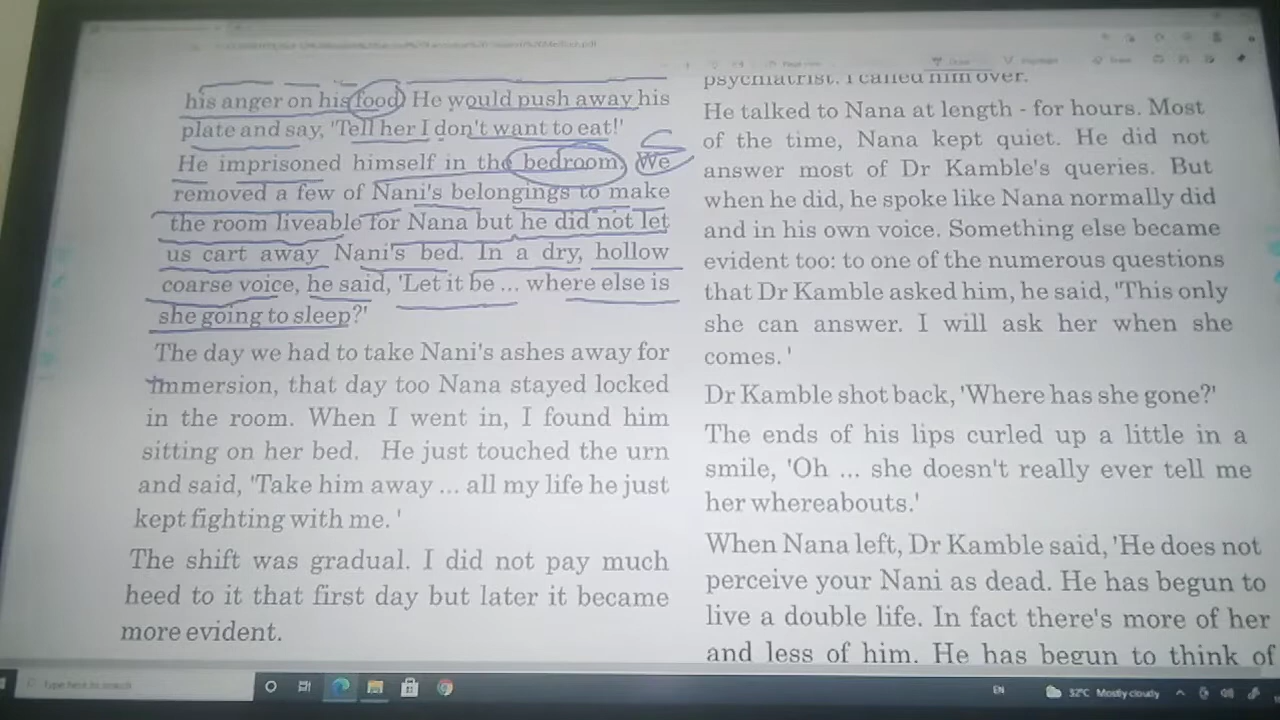 his anger on his food) He would push away his
plate and say, 'Tell her I don't want to eat!'
He imprisoned himself in the bedroom. We
removed a few of Nani's belongings to make
the room liveable for Nana but he did not let
us cart away Nani's bed. In a dry, hollow
coarse voice, he said, 'Let it be ... where else is
she going to sleep?'
The day we had to take Nani's ashes away for
immersion, that day too Nana stayed locked
in the room. When I went in, I found him
sitting on her bed. He just touched the urn
and said, 'Take him away ... all my life he just
kept fighting with me. '
The shift was gradual. I did not pay much
heed to it that first day but later it became
more evident.
psychiatrist. I called him over.
He talked to Nana at length - for hours. Most
of the time, Nana kept quiet. He did not
answer most of Dr Kamble's queries. But
when he did, he spoke like Nana normally did
and in his own voice. Something else became
evident too: to one of the numerous questions
that Dr Kamble asked him, he said, 'This only
she can answer. I will ask her when she
comes. '
Dr Kamble shot back, 'Where has she gone?'
The ends of his lips curled up a little in a
smile, 'Oh ... she doesn't really ever tell me
her whereabouts.'
When Nana left, Dr Kamble said, 'He does not
perceive your Nani as dead. He has begun to
live a double life. In fact there's more of her
and less of him. He has begun to think of
Type here to search
EN
32°C Mostly cloudy